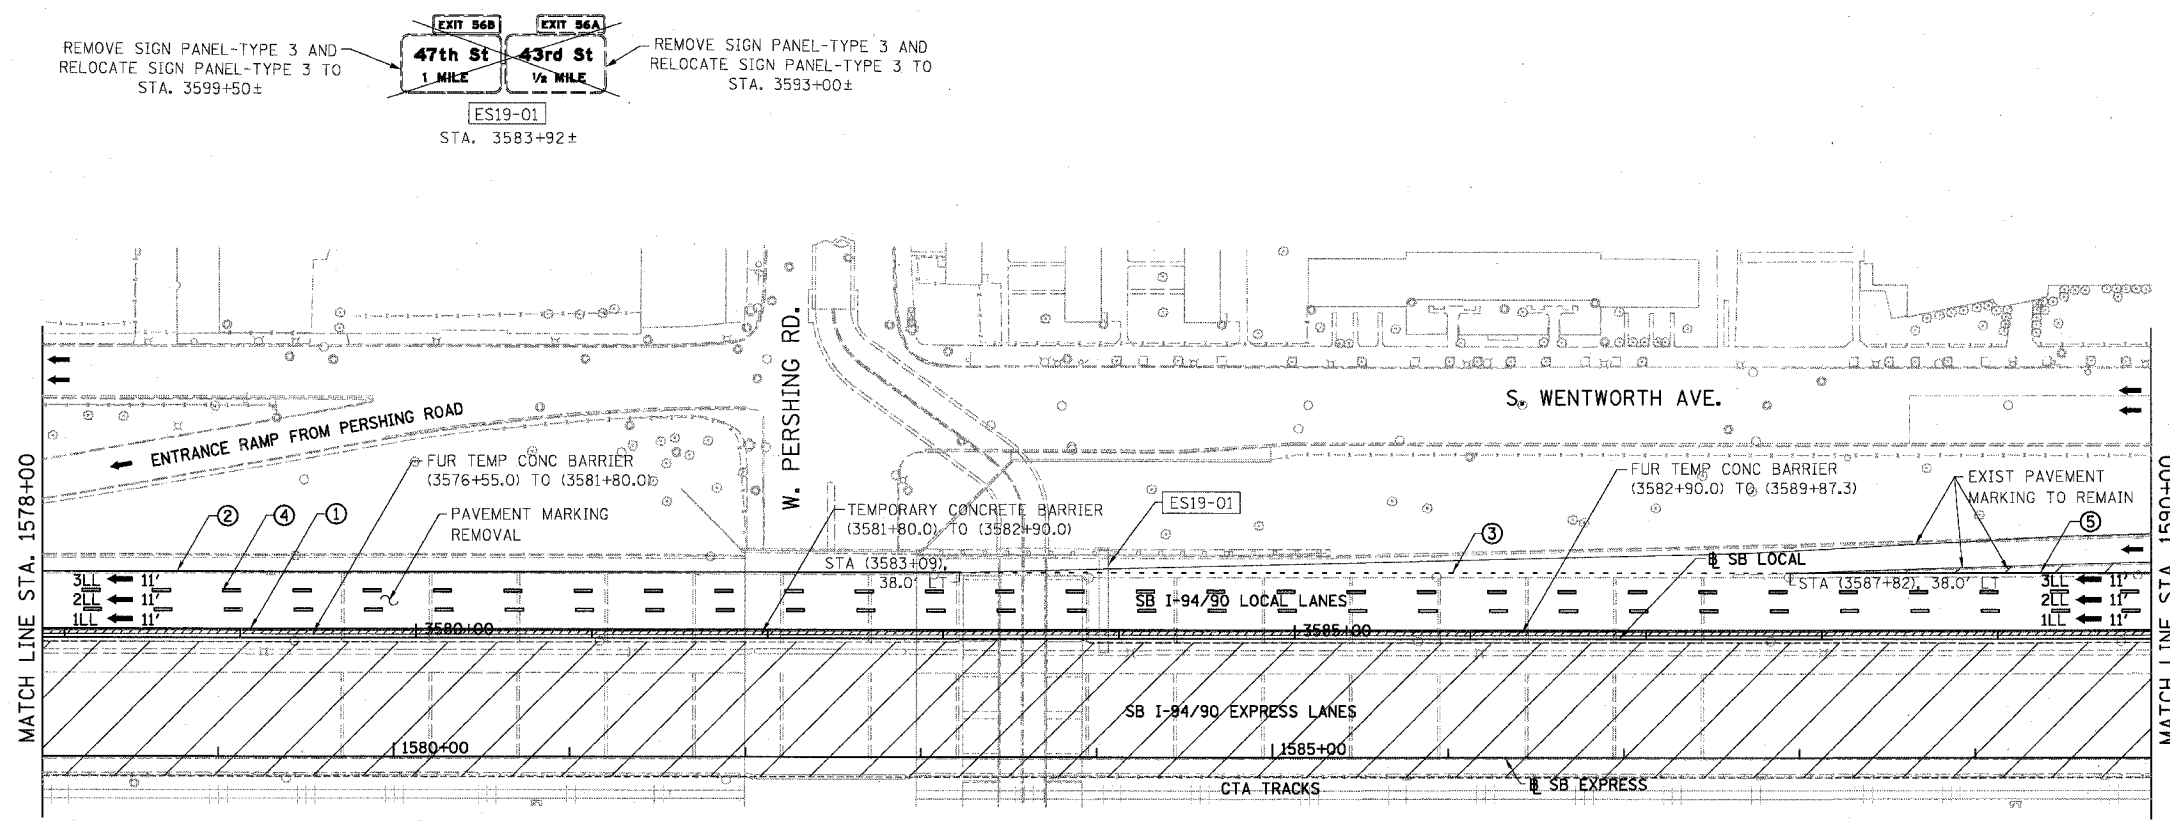 EXIT 56B
EXIT 56A
47th St
1 MILE
43rd St
1/2 MILE
REMOVE SIGN PANEL-TYPE 3 AND
RELOCATE SIGN PANEL-TYPE 3 TO
STA. 3599+50±
REMOVE SIGN PANEL-TYPE 3 AND
RELOCATE SIGN PANEL-TYPE 3 TO
STA. 3593+00±
ES19-01
STA. 3583+92±
W. PERSHING RD.
S. WENTWORTH AVE.
ENTRANCE RAMP FROM PERSHING ROAD
FUR TEMP CONC BARRIER
(3576+55.0) TO (3581+80.0)
FUR TEMP CONC BARRIER
(3582+90.0) TO (3589+87.3)
EXIST PAVEMENT
MARKING TO REMAIN
MATCH LINE STA. 1578+00
MATCH LINE STA. 1590+00
2
4
1
PAVEMENT MARKING
REMOVAL
TEMPORARY CONCRETE BARRIER
(3581+80.0) TO (3582+90.0)
ES19-01
3
5
STA (3583+09),
38.0' LT
℄ SB LOCAL
STA (3587+82), 38.0' LT
3LL 11'
2LL 11'
1LL 11'
SB I-94/90 LOCAL LANES
3LL 11'
2LL 11'
1LL 11'
3580+00
3585+00
SB I-94/90 EXPRESS LANES
1580+00
1585+00
CTA TRACKS
℄ SB EXPRESS